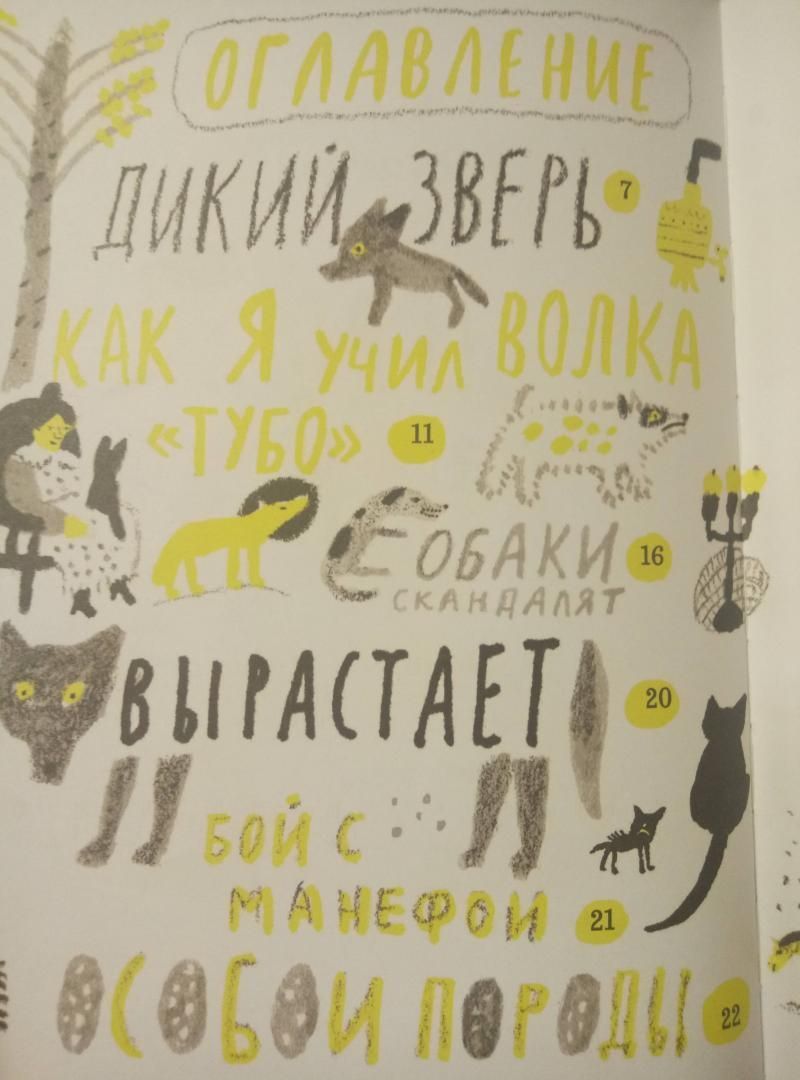 ОГЛАВЛЕНИЕ
ДИКИЙ ЗВЕРЬ 7
КАК Я УЧИЛ ВОЛКА
«ТУБО» 11
СОБАКИ 16
СКАНДАЛЯТ
ВЫРАСТАЕТ 20
БОЙ С
МАНЕФОЙ 21
ОСОБОЙ ПОРОДЫ 22